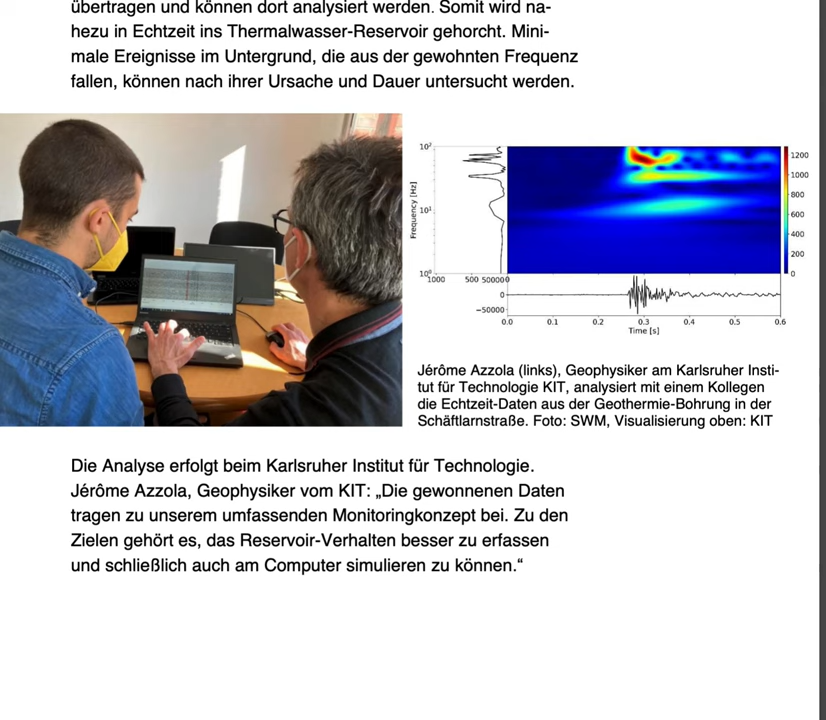 übertragen und können dort analysiert werden. Somit wird na-
hezu in Echtzeit ins Thermalwasser-Reservoir gehorcht. Mini-
male Ereignisse im Untergrund, die aus der gewohnten Frequenz
fallen, können nach ihrer Ursache und Dauer untersucht werden.
Frequency [Hz]
10²
10¹
10⁰
1000 500 0
50000
0
−50000
0.0 0.1 0.2 0.3 0.4 0.5 0.6
Time [s]
1200
1000
800
600
400
200
0
Jérôme Azzola (links), Geophysiker am Karlsruher Insti-
tut für Technologie KIT, analysiert mit einem Kollegen
die Echtzeit-Daten aus der Geothermie-Bohrung in der
Schäftlarnstraße. Foto: SWM, Visualisierung oben: KIT
Die Analyse erfolgt beim Karlsruher Institut für Technologie.
Jérôme Azzola, Geophysiker vom KIT: „Die gewonnenen Daten
tragen zu unserem umfassenden Monitoringkonzept bei. Zu den
Zielen gehört es, das Reservoir-Verhalten besser zu erfassen
und schließlich auch am Computer simulieren zu können.“